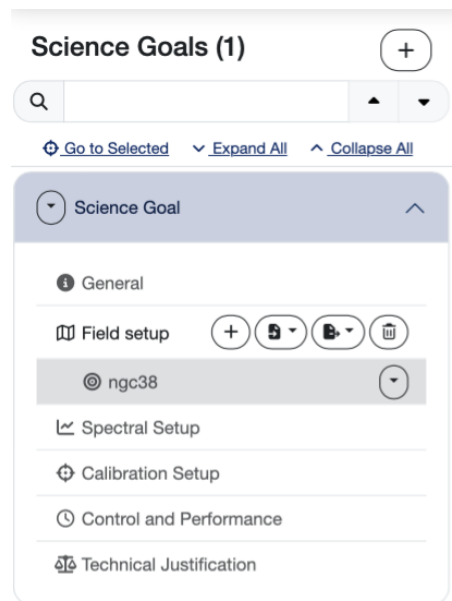 Science Goals (1)
Go to Selected Expand All Collapse All
Science Goal
General
Field setup
ngc38
Spectral Setup
Calibration Setup
Control and Performance
Technical Justification